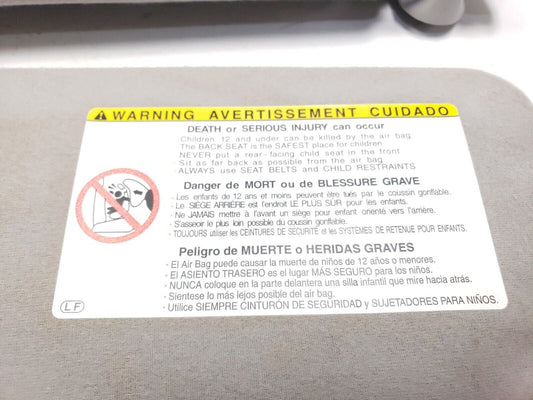 WARNING AVERTISSEMENT CUIDADO
DEATH or SERIOUS INJURY can occur
· Children 12 and under can be killed by the air bag
· The BACK SEAT is the SAFEST place for children
· NEVER put a rear-facing child seat in the front
· Sit as far back as possible from the air bag
· ALWAYS use SEAT BELTS and CHILD RESTRAINTS
Danger de MORT ou de BLESSURE GRAVE
· Les enfants de 12 ans et moins peuvent être tués par le coussin gonflable.
· Le SIÈGE ARRIÈRE est l'endroit LE PLUS SÛR pour les enfants.
· Ne JAMAIS mettre à l'avant un siège pour enfant orienté vers l'arrière.
· S'asseoir le plus loin possible du coussin gonflable.
· TOUJOURS utiliser les CEINTURES DE SÉCURITÉ et les SYSTÈMES DE RETENUE POUR ENFANTS.
Peligro de MUERTE o HERIDAS GRAVES
· El Air Bag puede causar la muerte de niños de 12 años o menores.
· El ASIENTO TRASERO es el lugar MÁS SEGURO para los niños.
· NUNCA coloque en la parte delantera una silla infantil que mire hacia atrás.
· Sientese lo más lejos posible del air bag.
· Utilice SIEMPRE CINTURÓN DE SEGURIDAD y SUJETADORES PARA NIÑOS.
LF